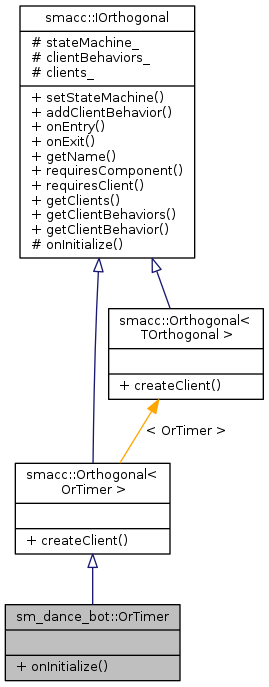 smacc::IOrthogonal
# stateMachine_
# clientBehaviors_
# clients_
+ setStateMachine()
+ addClientBehavior()
+ onEntry()
+ onExit()
+ getName()
+ requiresComponent()
+ requiresClient()
+ getClients()
+ getClientBehaviors()
+ getClientBehavior()
# onInitialize()
smacc::Orthogonal<
TOrthogonal >
+ createClient()
< OrTimer >
smacc::Orthogonal<
OrTimer >
+ createClient()
sm_dance_bot::OrTimer
+ onInitialize()